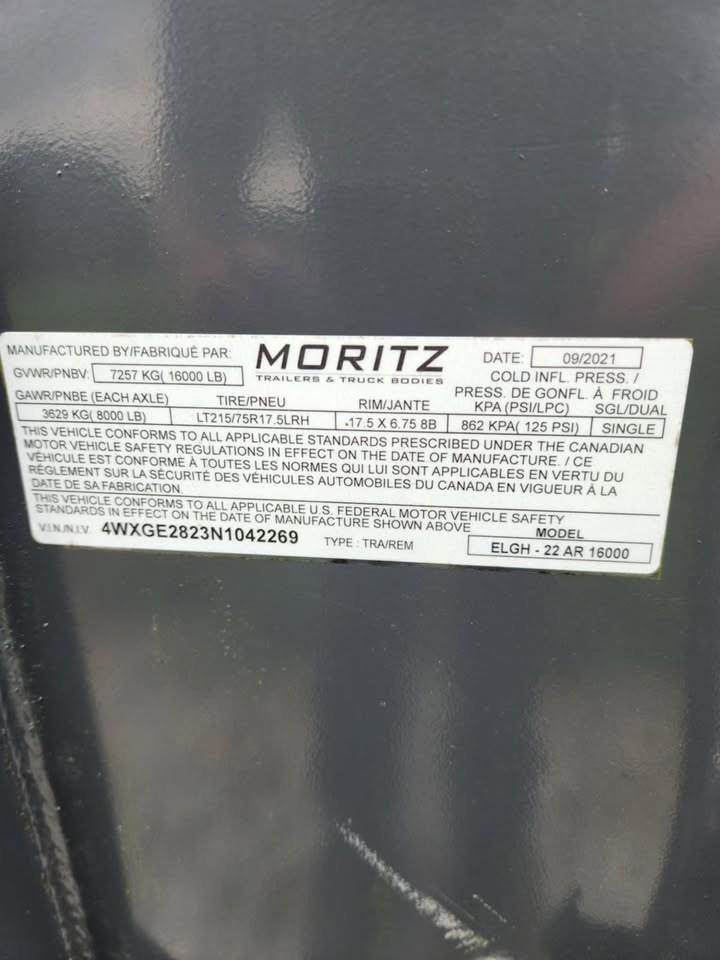 MANUFACTURED BY/FABRIQUÉ PAR: MORITZ DATE: 09/2021
TRAILERS & TRUCK BODIES
GVWR/PNBV: 7257 KG( 16000 LB) COLD INFL. PRESS. /
PRESS. DE GONFL. À FROID
GAWR/PNBE (EACH AXLE) TIRE/PNEU RIM/JANTE KPA (PSI/LPC) SGL/DUAL
3629 KG( 8000 LB) LT215/75R17.5LRH 17.5 X 6.75 8B 862 KPA( 125 PSI) SINGLE
THIS VEHICLE CONFORMS TO ALL APPLICABLE STANDARDS PRESCRIBED UNDER THE CANADIAN
MOTOR VEHICLE SAFETY REGULATIONS IN EFFECT ON THE DATE OF MANUFACTURE. / CE
VÉHICULE EST CONFORME À TOUTES LES NORMES QUI LUI SONT APPLICABLES EN VERTU DU
RÉGLEMENT SUR LA SÉCURITÉ DES VÉHICULES AUTOMOBILES DU CANADA EN VIGUEUR À LA
DATE DE SA FABRICATION.
THIS VEHICLE CONFORMS TO ALL APPLICABLE U.S. FEDERAL MOTOR VEHICLE SAFETY
STANDARDS IN EFFECT ON THE DATE OF MANUFACTURE SHOWN ABOVE
MODEL
V.I.N./N.I.V. 4WXGE2823N1042269 TYPE : TRA/REM ELGH - 22 AR 16000